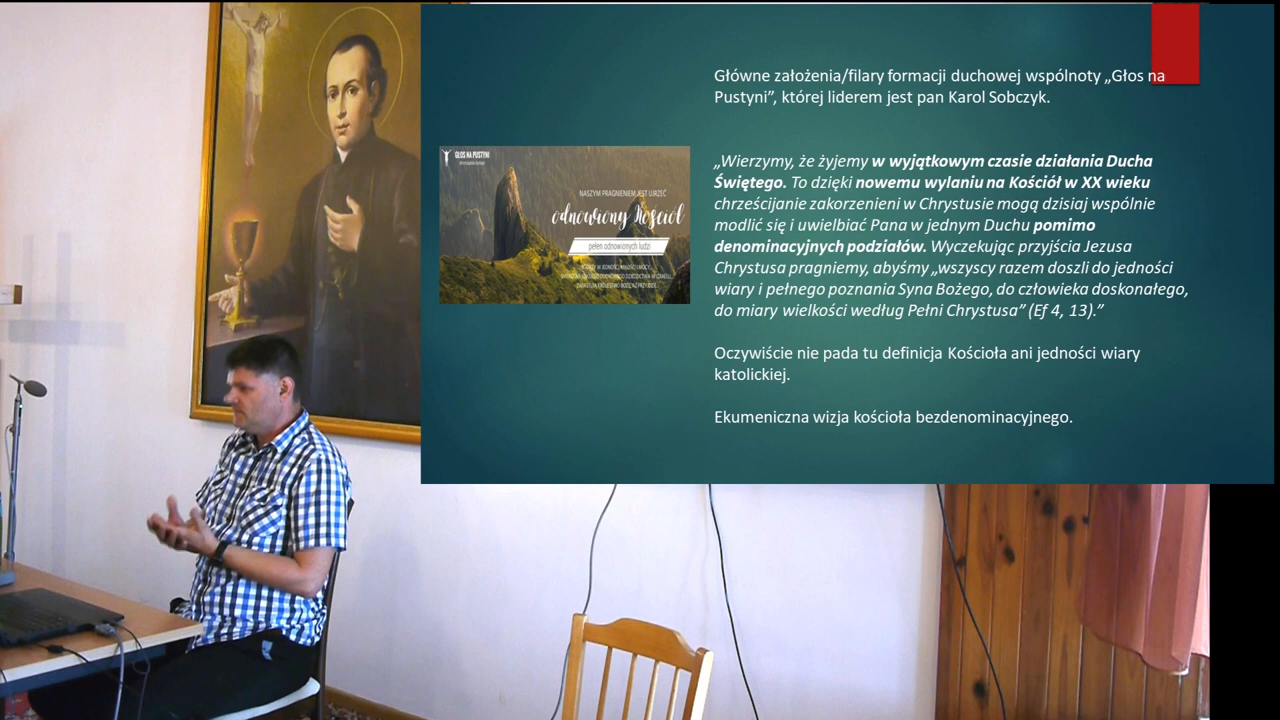 Główne założenia/filary formacji duchowej wspólnoty „Głos na
Pustyni”, której liderem jest pan Karol Sobczyk.
„Wierzymy, że żyjemy w wyjątkowym czasie działania Ducha
Świętego. To dzięki nowemu wylaniu na Kościół w XX wieku
chrześcijanie zakorzenieni w Chrystusie mogą dzisiaj wspólnie
modlić się i uwielbiać Pana w jednym Duchu pomimo
denominacyjnych podziałów. Wyczekując przyjścia Jezusa
Chrystusa pragniemy, abyśmy „wszyscy razem doszli do jedności
wiary i pełnego poznania Syna Bożego, do człowieka doskonałego,
do miary wielkości według Pełni Chrystusa” (Ef 4, 13).”
Oczywiście nie pada tu definicja Kościoła ani jedności wiary
katolickiej.
Ekumeniczna wizja kościoła bezdenominacyjnego.
GŁOS NA PUSTYNI
NASZYM PRAGNIENIEM JEST UJRZEĆ
odnowiony Kościół
pełen odnowionych ludzi